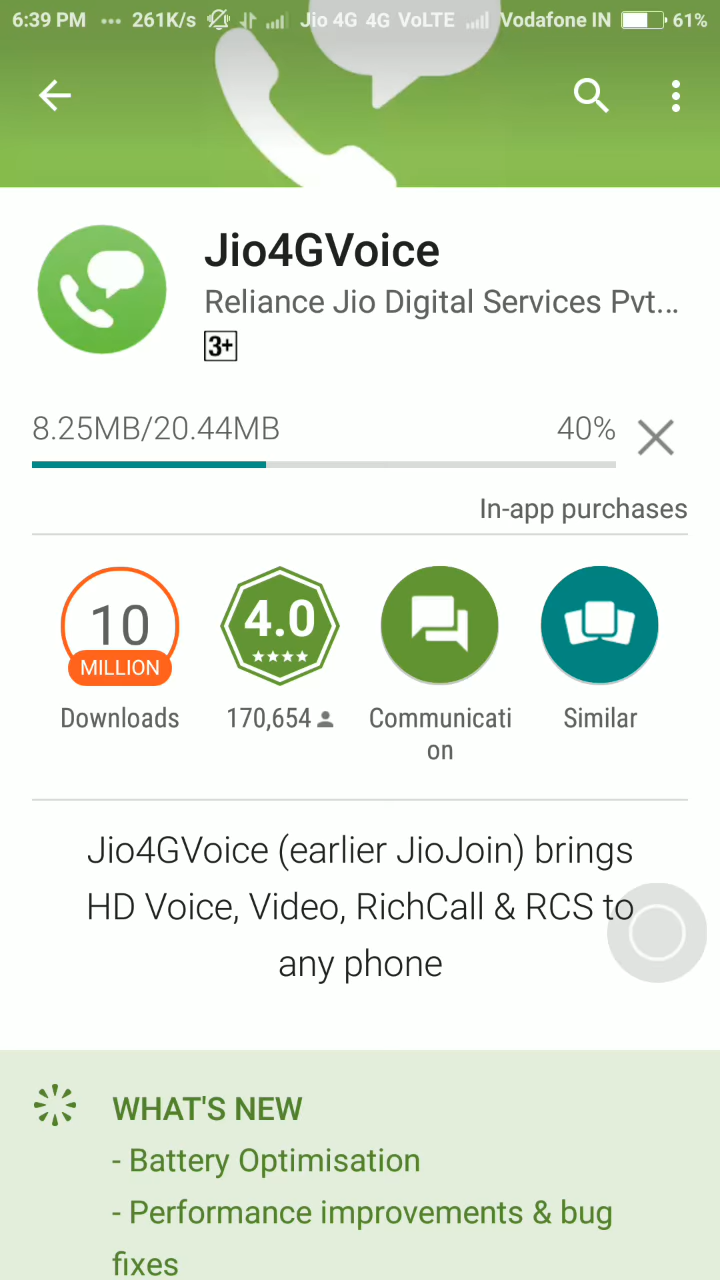 6:39 PM ... 261K/s Jio 4G 4G VoLTE Vodafone IN 61%
Jio4GVoice
Reliance Jio Digital Services Pvt...
3+
8.25MB/20.44MB 40%
In-app purchases
10 4.0
MILLION
Downloads 170,654 Communicati Similar
on
Jio4GVoice (earlier JioJoin) brings
HD Voice, Video, RichCall & RCS to
any phone
WHAT'S NEW
- Battery Optimisation
- Performance improvements & bug
fixes